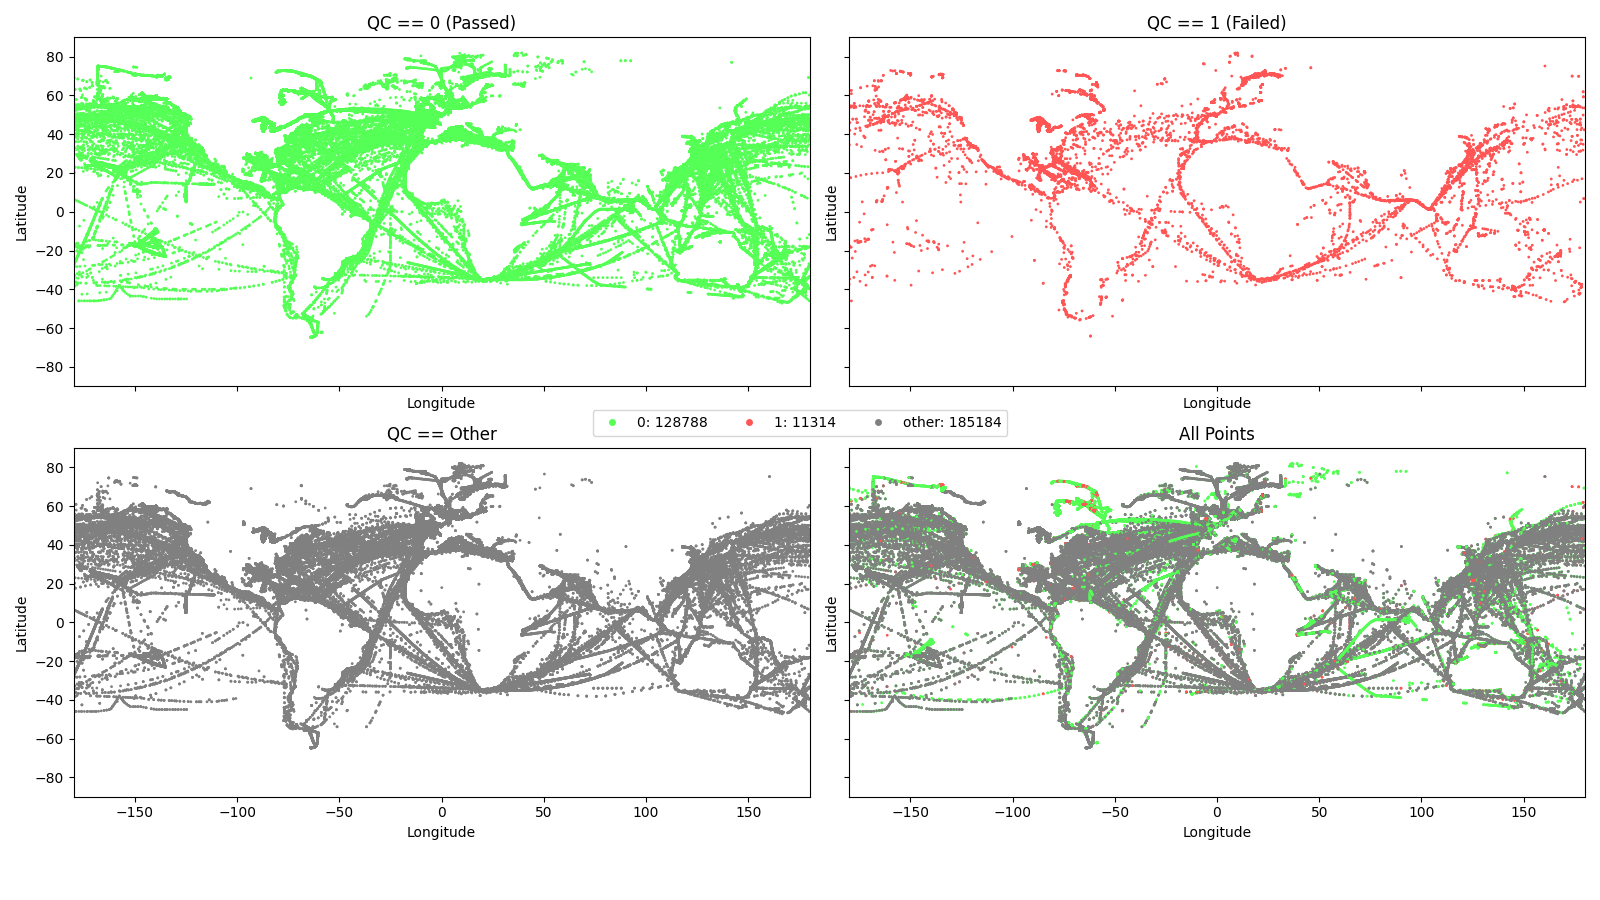 QC == 0 (Passed)
80
60
40
20
0
−20
−40
−60
−80
Latitude
Longitude
QC == 1 (Failed)
Latitude
Longitude
0: 128788 1: 11314 other: 185184
QC == Other
80
60
40
20
0
−20
−40
−60
−80
Latitude
−150 −100 −50 0 50 100 150
Longitude
All Points
Latitude
−150 −100 −50 0 50 100 150
Longitude